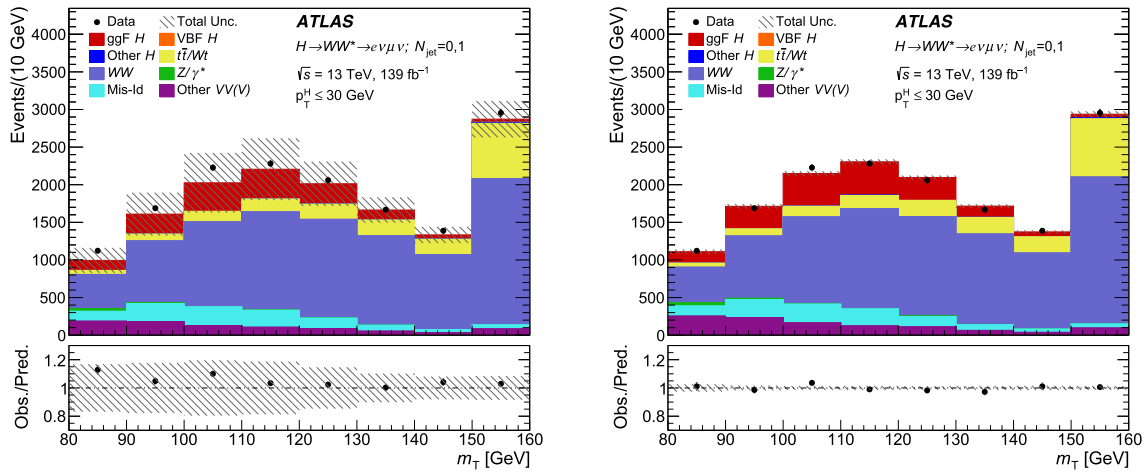 Data Total Unc.
ggF H VBF H
Other H tt̄/Wt
WW Z/γ*
Mis-Id Other VV(V)
ATLAS
H→WW*→eνμν; N_jet=0,1
√s = 13 TeV, 139 fb⁻¹
p_T^H ≤ 30 GeV
Events/(10 GeV)
4000
3500
3000
2500
2000
1500
1000
500
0
Obs./Pred.
1.2
1
0.8
80 90 100 110 120 130 140 150 160
m_T [GeV]
Data Total Unc.
ggF H VBF H
Other H tt̄/Wt
WW Z/γ*
Mis-Id Other VV(V)
ATLAS
H→WW*→eνμν; N_jet=0,1
√s = 13 TeV, 139 fb⁻¹
p_T^H ≤ 30 GeV
Events/(10 GeV)
4000
3500
3000
2500
2000
1500
1000
500
0
Obs./Pred.
1.2
1
0.8
80 90 100 110 120 130 140 150 160
m_T [GeV]